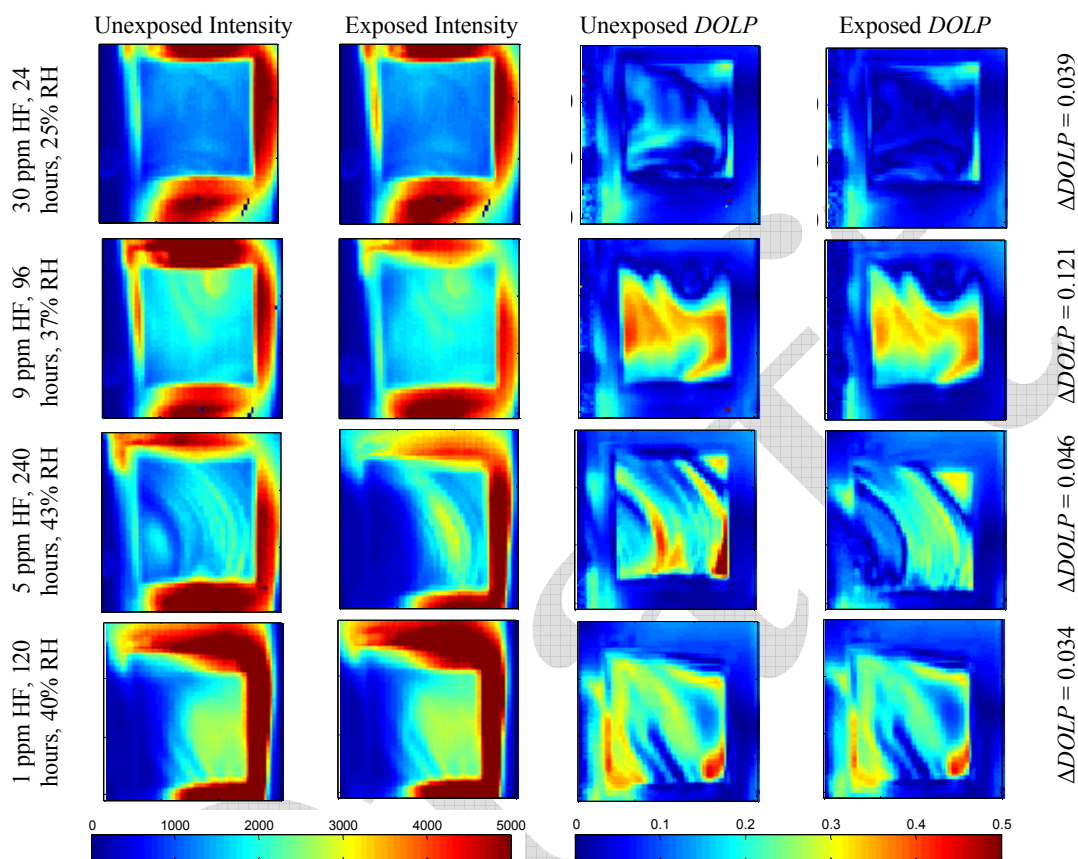 Unexposed Intensity Exposed Intensity Unexposed DOLP Exposed DOLP
30 ppm HF, 24
hours, 25% RH
ΔDOLP = 0.039
9 ppm HF, 96
hours, 37% RH
ΔDOLP = 0.121
5 ppm HF, 240
hours, 43% RH
ΔDOLP = 0.046
1 ppm HF, 120
hours, 40% RH
ΔDOLP = 0.034
0 1000 2000 3000 4000 5000
0 0.1 0.2 0.3 0.4 0.5